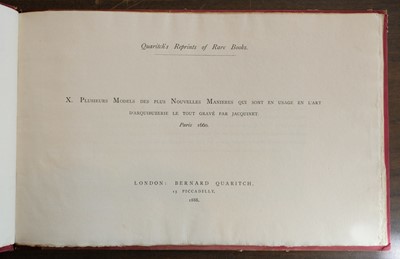 Quaritch's Reprints of Rare Books.
X. Plusieurs Models des plus Nouvelles Manieres qui sont en usage en l'art
d'arquebuzerie le tout gravé par Jacquinet.
Paris 1660.
LONDON: BERNARD QUARITCH,
15 PICCADILLY.
1888.